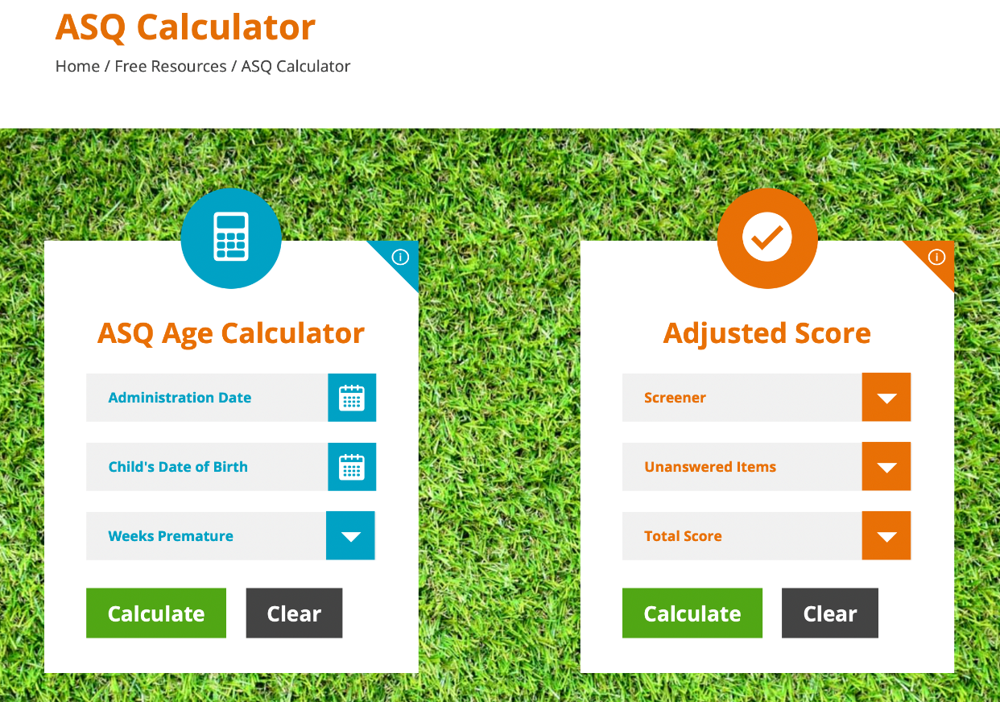 ASQ Calculator
Home / Free Resources / ASQ Calculator
ASQ Age Calculator
Administration Date
Child's Date of Birth
Weeks Premature
Calculate Clear
Adjusted Score
Screener
Unanswered Items
Total Score
Calculate Clear